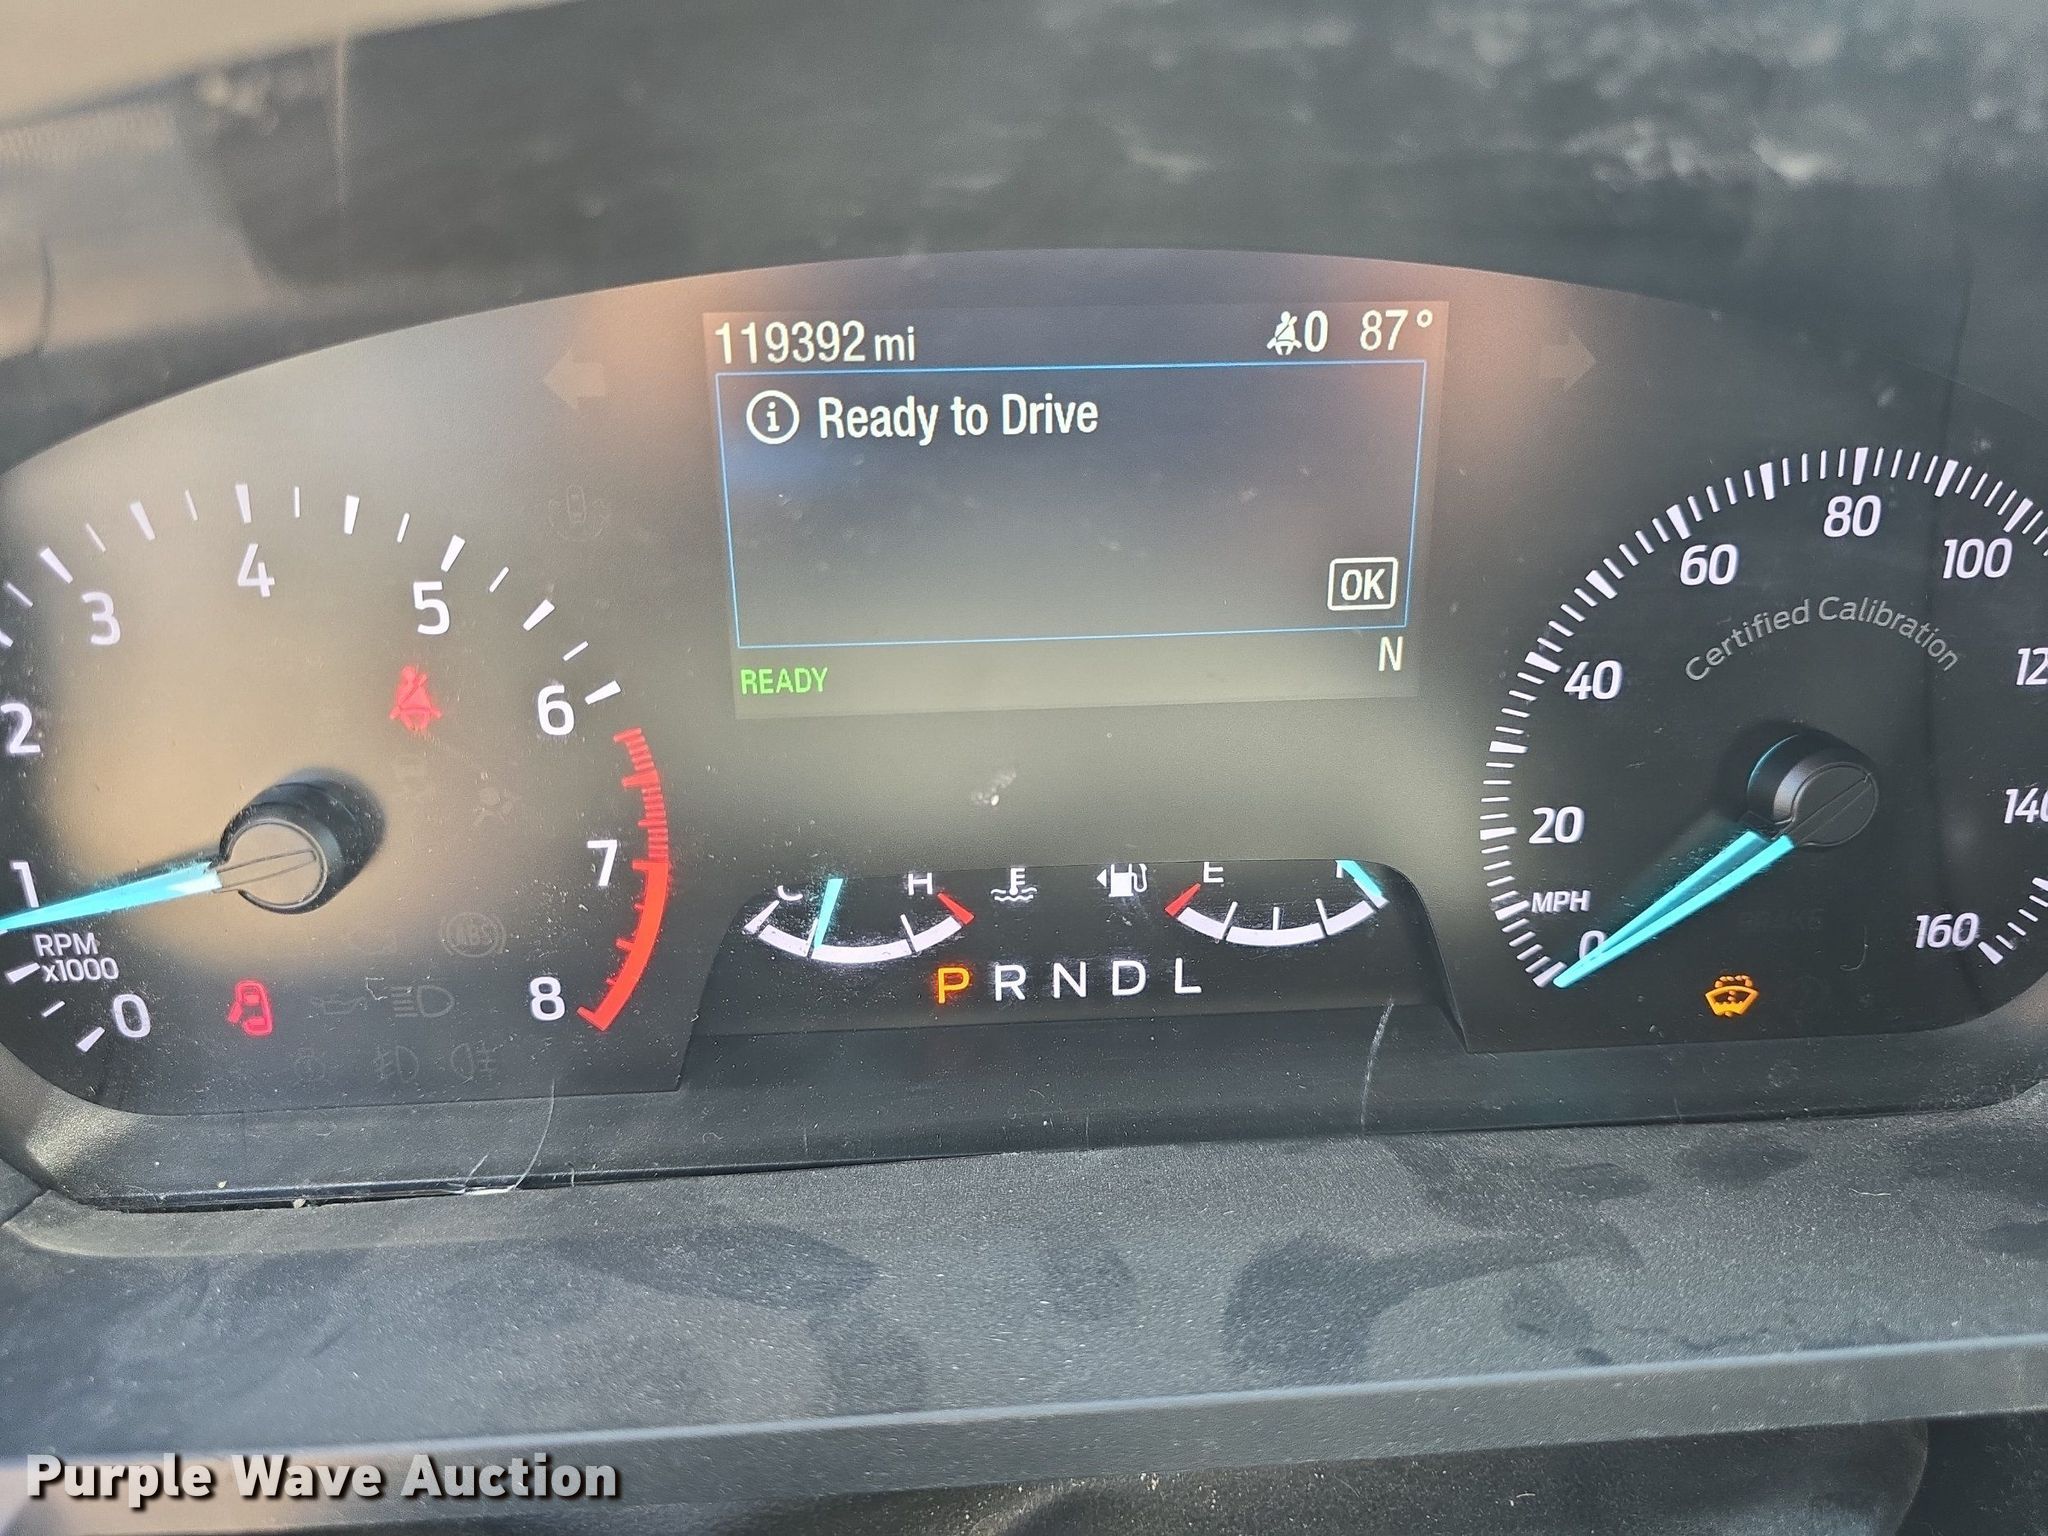 119392 mi
0 87°
i Ready to Drive
OK
READY
N
0
1
2
3
4
5
6
7
8
RPM
x1000
C H
E
P R N D L
0
20
40
60
80
100
160
MPH
Certified Calibration
ABS
Purple Wave Auction